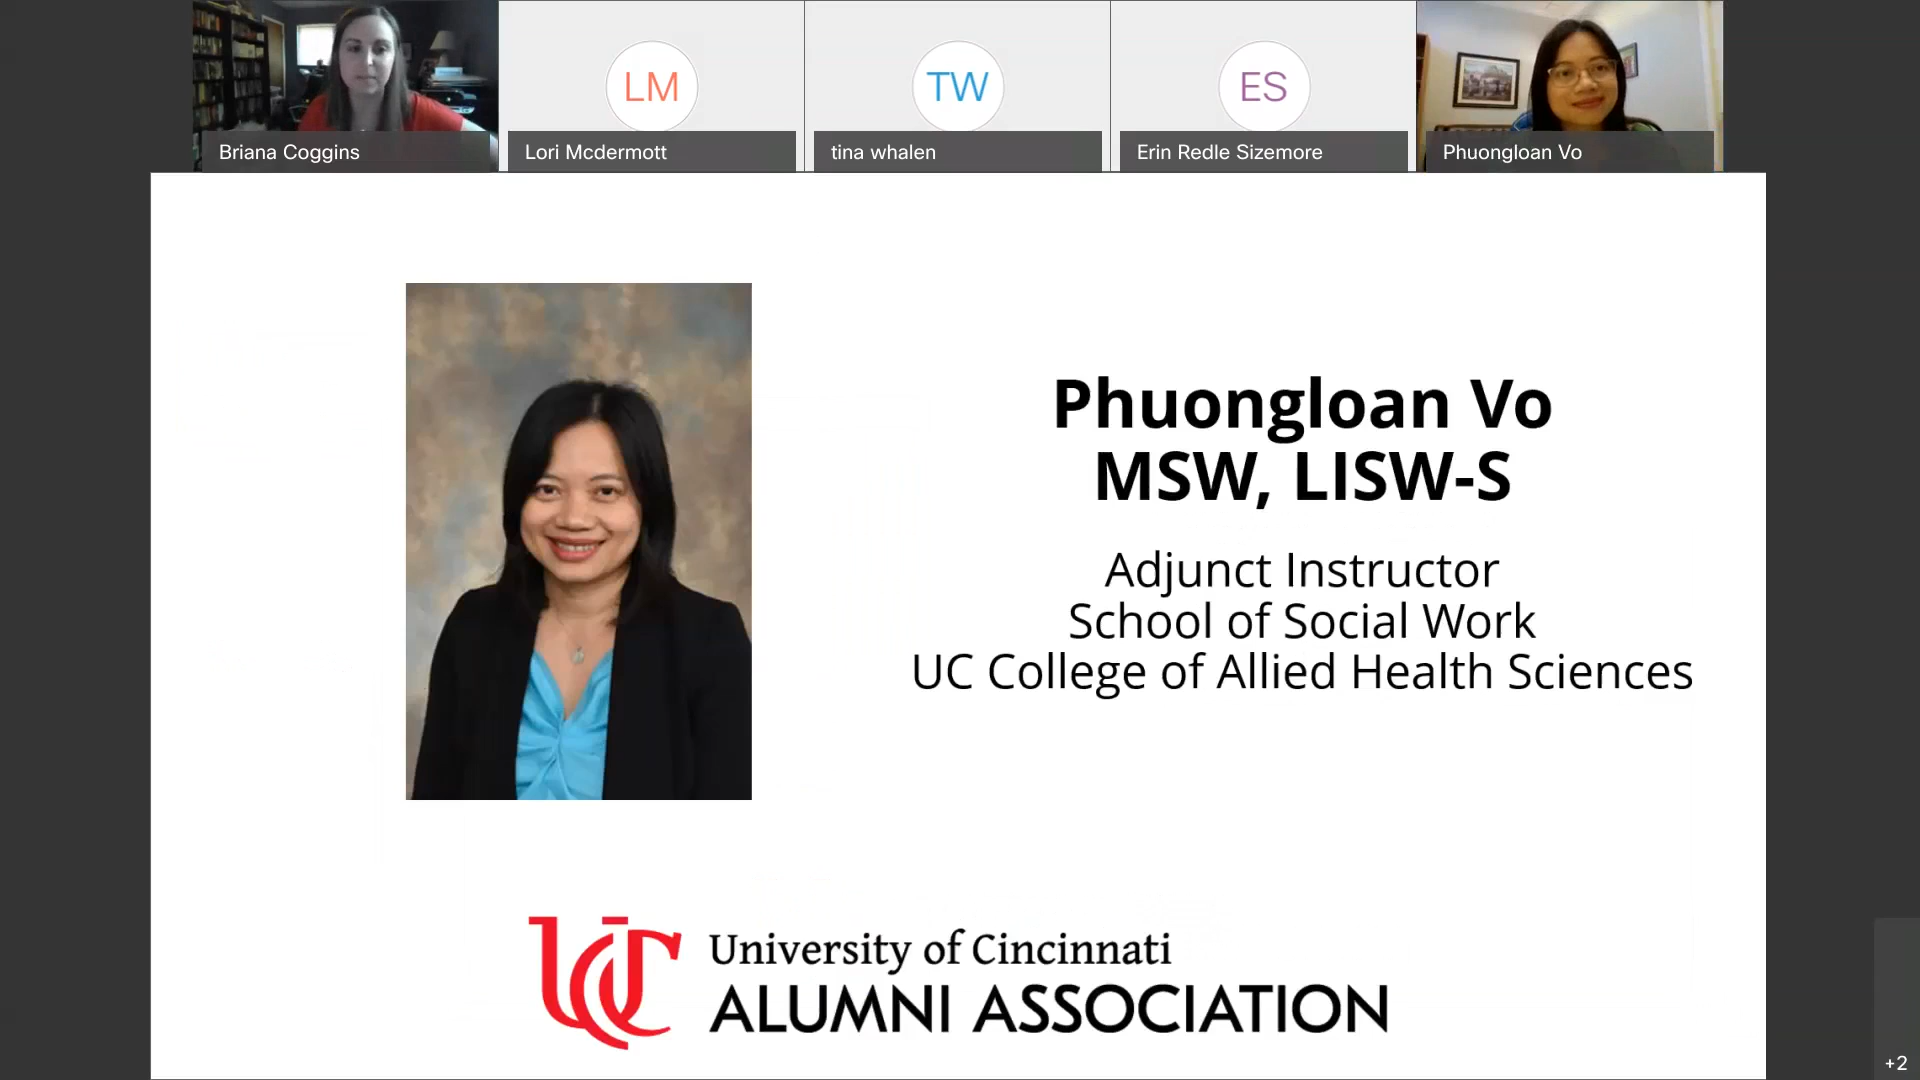 LM
TW
ES
Briana Coggins
Lori Mcdermott
tina whalen
Erin Redle Sizemore
Phuongloan Vo
Phuongloan Vo
MSW, LISW-S
Adjunct Instructor
School of Social Work
UC College of Allied Health Sciences
UC
University of Cincinnati
ALUMNI ASSOCIATION
+2